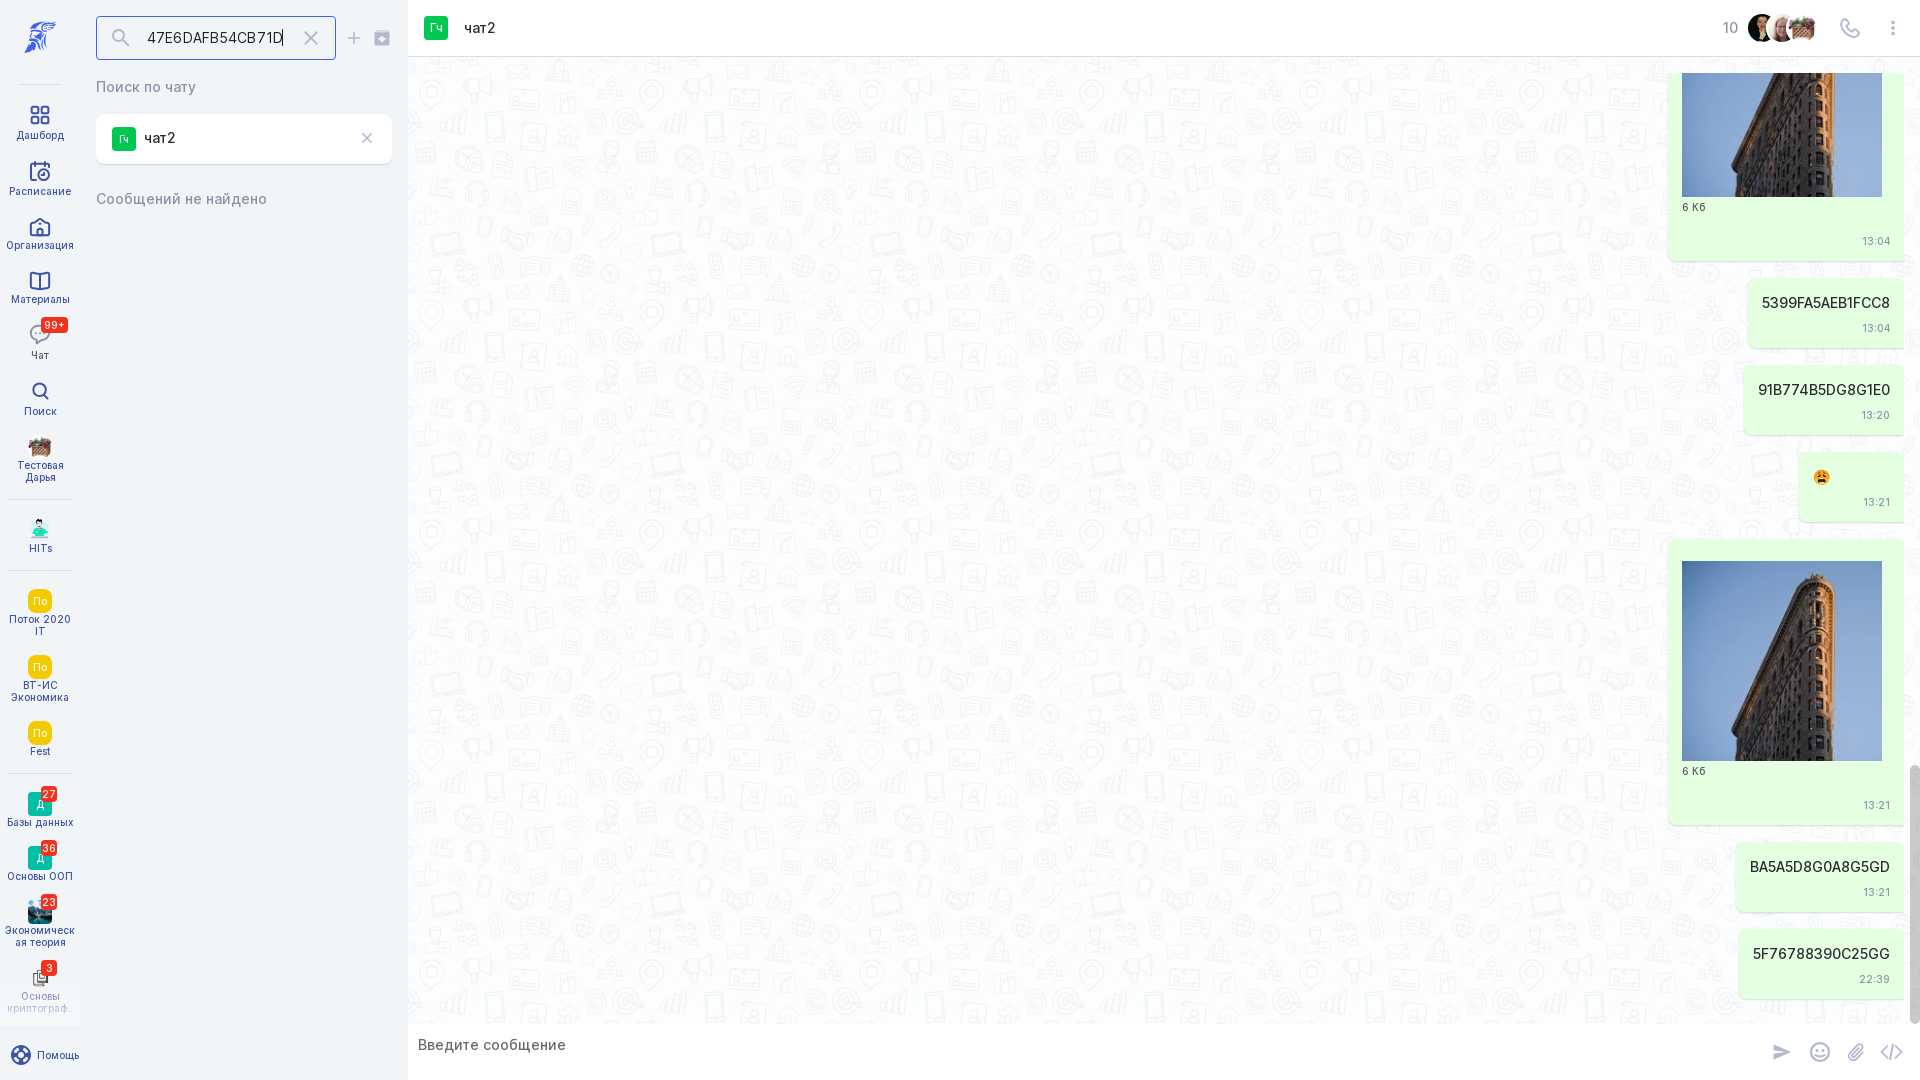 47E6DAFB54CB71D
Поиск по чату
Гч чат2
Сообщений не найдено
Дашборд
Расписание
Организация
Материалы
99+
Чат
Поиск
Тестовая
Дарья
HITs
По
Поток 2020
IT
По
ВТ-ИС
Экономика
По
Fest
27
Д
Базы данных
36
Д
Основы ООП
23
Экономическ
ая теория
3
Основы
криптограф...
Помощь
Гч чат2
10
6 Кб
13:04
5399FA5AEB1FCC8
13:04
91B774B5DG8G1E0
13:20
13:21
6 Кб
13:21
BA5A5D8G0A8G5GD
13:21
5F76788390C25GG
22:39
Введите сообщение